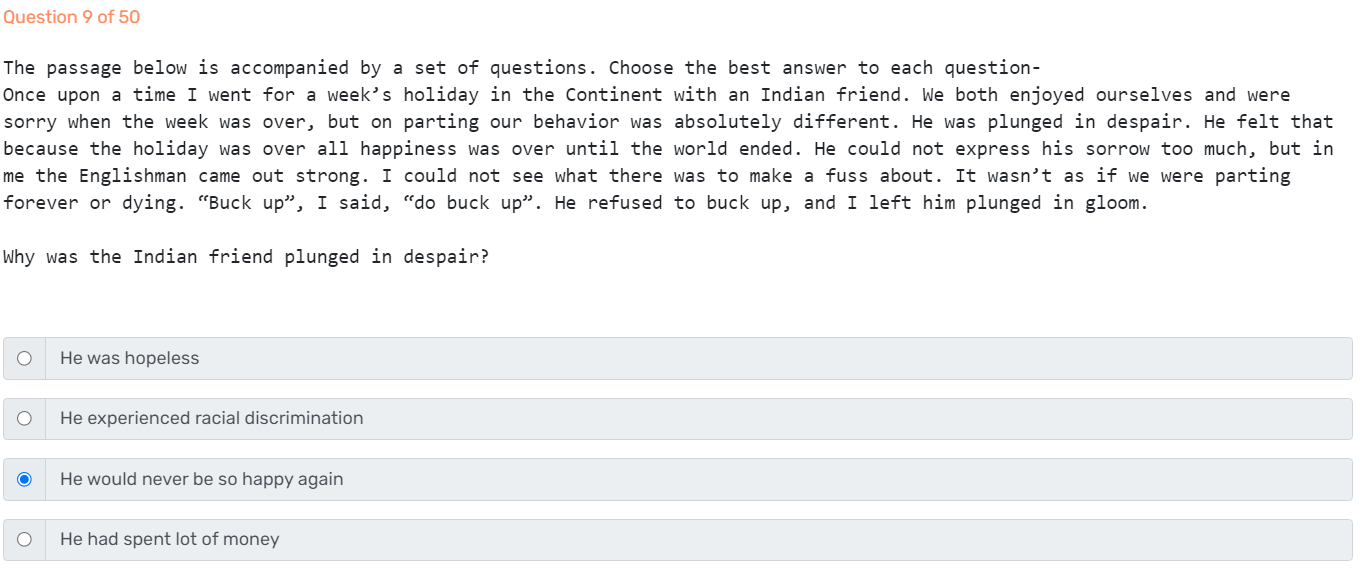 Question 9 of 50
The passage below is accompanied by a set of questions. Choose the best answer to each question-
Once upon a time I went for a week’s holiday in the Continent with an Indian friend. We both enjoyed ourselves and were
sorry when the week was over, but on parting our behavior was absolutely different. He was plunged in despair. He felt that
because the holiday was over all happiness was over until the world ended. He could not express his sorrow too much, but in
me the Englishman came out strong. I could not see what there was to make a fuss about. It wasn’t as if we were parting
forever or dying. “Buck up”, I said, “do buck up”. He refused to buck up, and I left him plunged in gloom.
Why was the Indian friend plunged in despair?
He was hopeless
He experienced racial discrimination
He would never be so happy again
He had spent lot of money